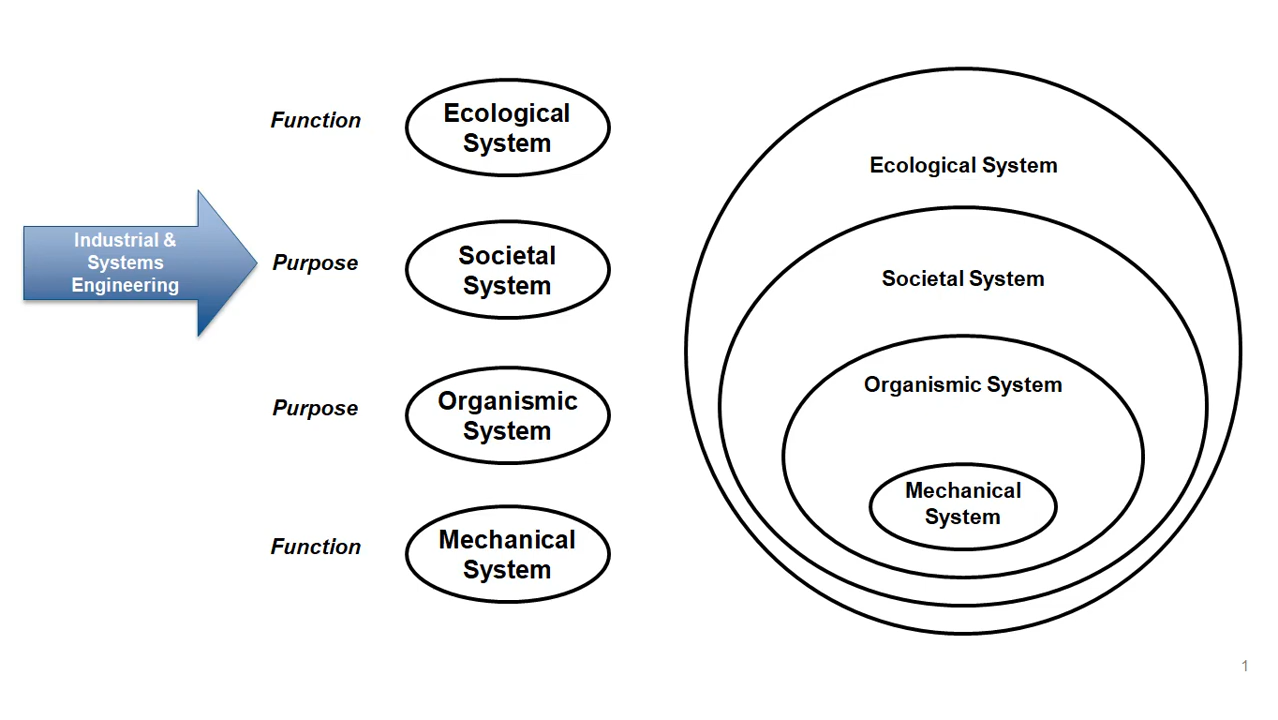 Function
Ecological
System
Industrial &
Systems
Engineering
Purpose
Societal
System
Purpose
Organismic
System
Function
Mechanical
System
Ecological System
Societal System
Organismic System
Mechanical
System
1